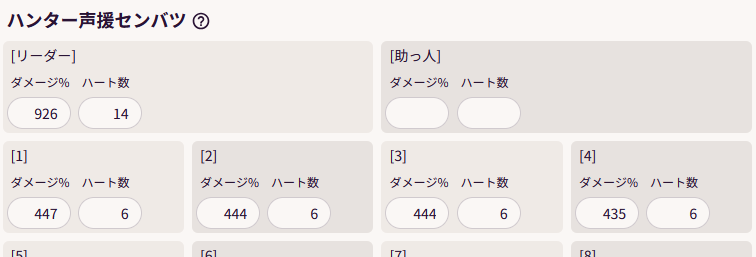 ハンター声援センバツ ?
[リーダー] [助っ人]
ダメージ% ハート数 ダメージ% ハート数
926 14
[1] [2] [3] [4]
ダメージ% ハート数 ダメージ% ハート数 ダメージ% ハート数 ダメージ% ハート数
447 6 444 6 444 6 435 6
[5] [6] [7] [8]